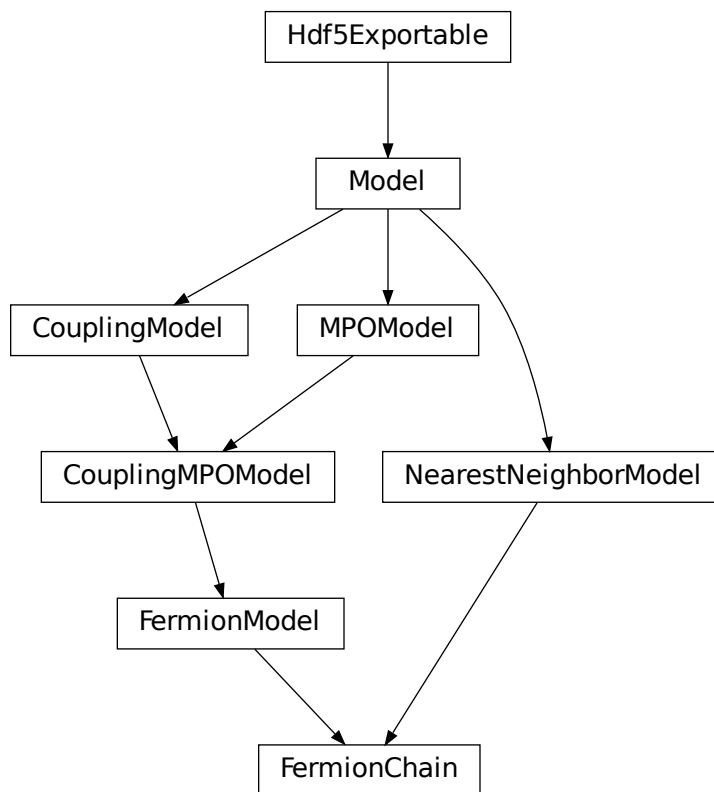 Hdf5Exportable
Model
CouplingModel
MPOModel
CouplingMPOModel
NearestNeighborModel
FermionModel
FermionChain